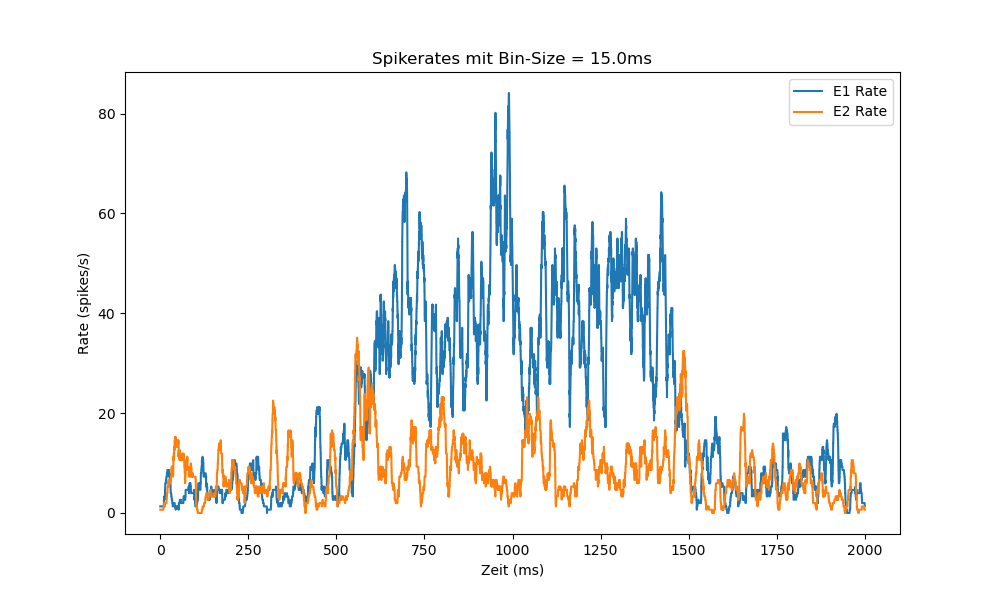 Spikerates mit Bin-Size = 15.0ms
E1 Rate
E2 Rate
80
60
40
20
0
Rate (spikes/s)
0 250 500 750 1000 1250 1500 1750 2000
Zeit (ms)